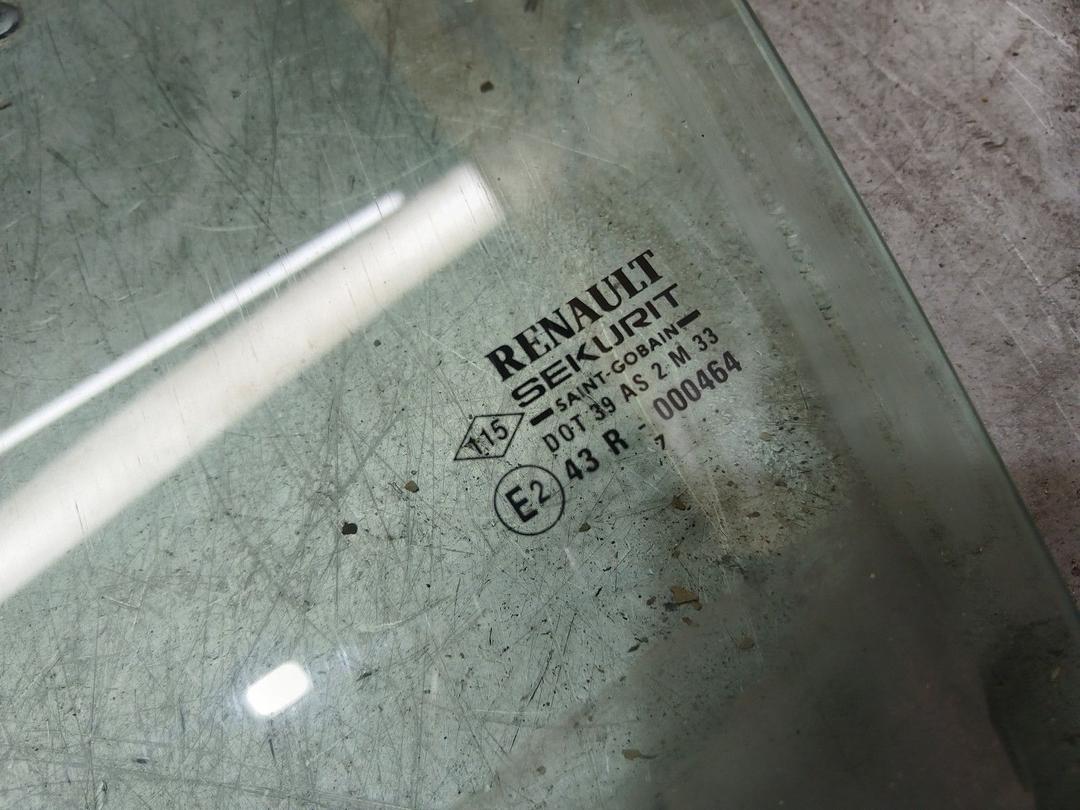 RENAULT
SEKURIT
SAINT-GOBAIN
DOT 39 AS 2 M 33
115
43 R - 000464
E2
7